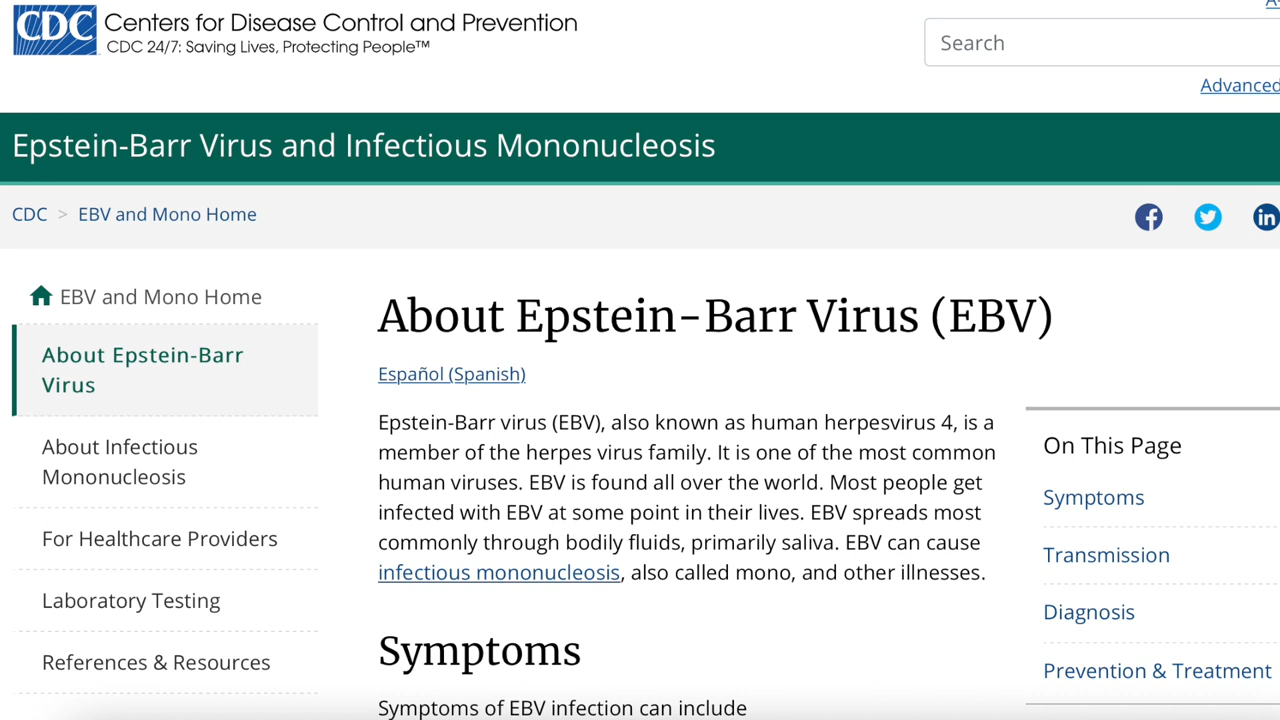 CDC
Centers for Disease Control and Prevention
CDC 24/7: Saving Lives, Protecting People™
Search
Advanced
Epstein-Barr Virus and Infectious Mononucleosis
CDC > EBV and Mono Home
in
EBV and Mono Home
About Epstein-Barr
Virus
About Infectious
Mononucleosis
For Healthcare Providers
Laboratory Testing
References & Resources
About Epstein-Barr Virus (EBV)
Español (Spanish)
Epstein-Barr virus (EBV), also known as human herpesvirus 4, is a
member of the herpes virus family. It is one of the most common
human viruses. EBV is found all over the world. Most people get
infected with EBV at some point in their lives. EBV spreads most
commonly through bodily fluids, primarily saliva. EBV can cause
infectious mononucleosis, also called mono, and other illnesses.
Symptoms
Symptoms of EBV infection can include
On This Page
Symptoms
Transmission
Diagnosis
Prevention & Treatment